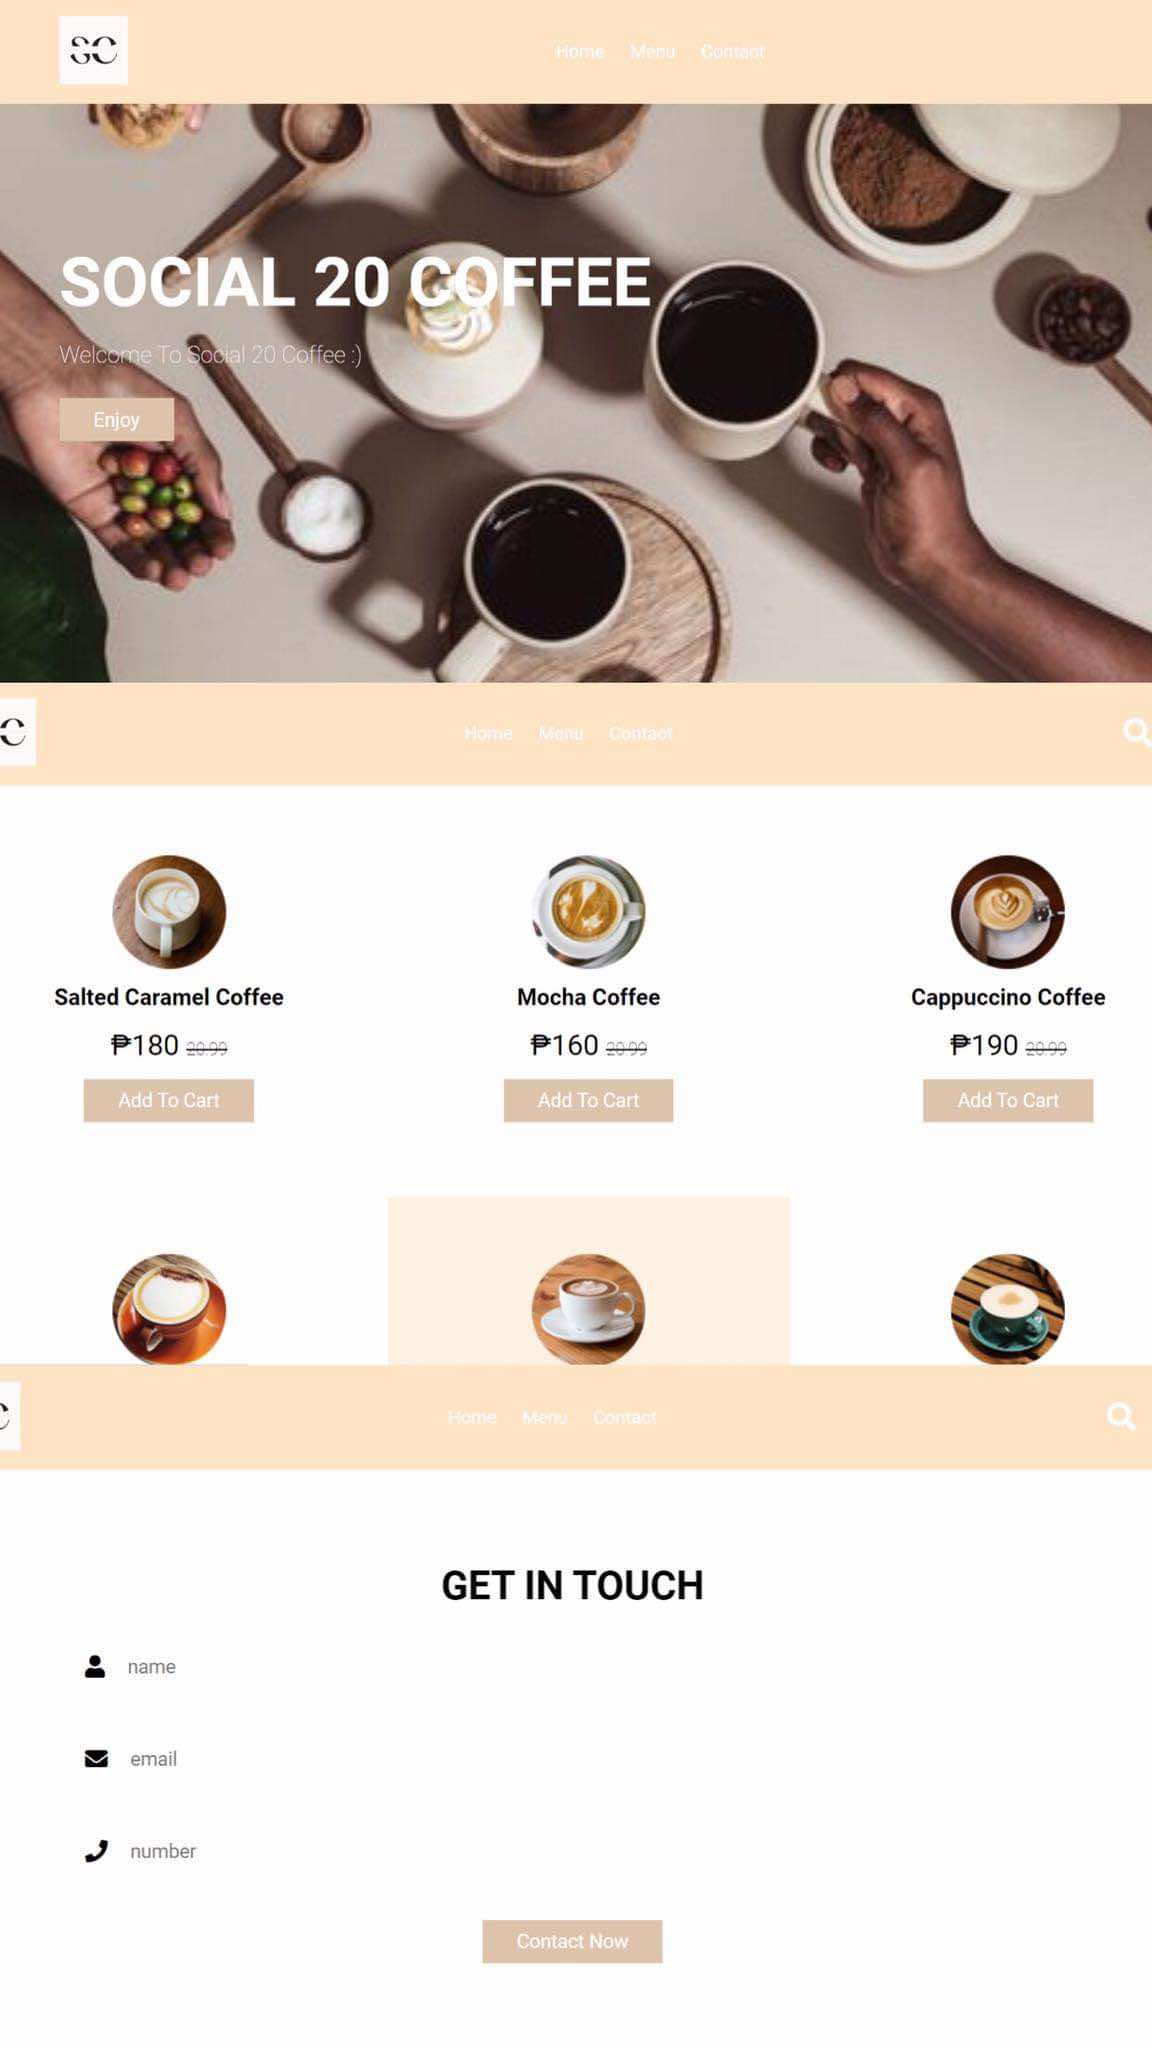 SC
Home Menu Contact
SOCIAL 20 COFFEE
Welcome To Social 20 Coffee :)
Enjoy
C
Home Menu Contact
Salted Caramel Coffee
₱180 20.99
Add To Cart
Mocha Coffee
₱160 20.99
Add To Cart
Cappuccino Coffee
₱190 20.99
Add To Cart
C
Home Menu Contact
GET IN TOUCH
name
email
number
Contact Now